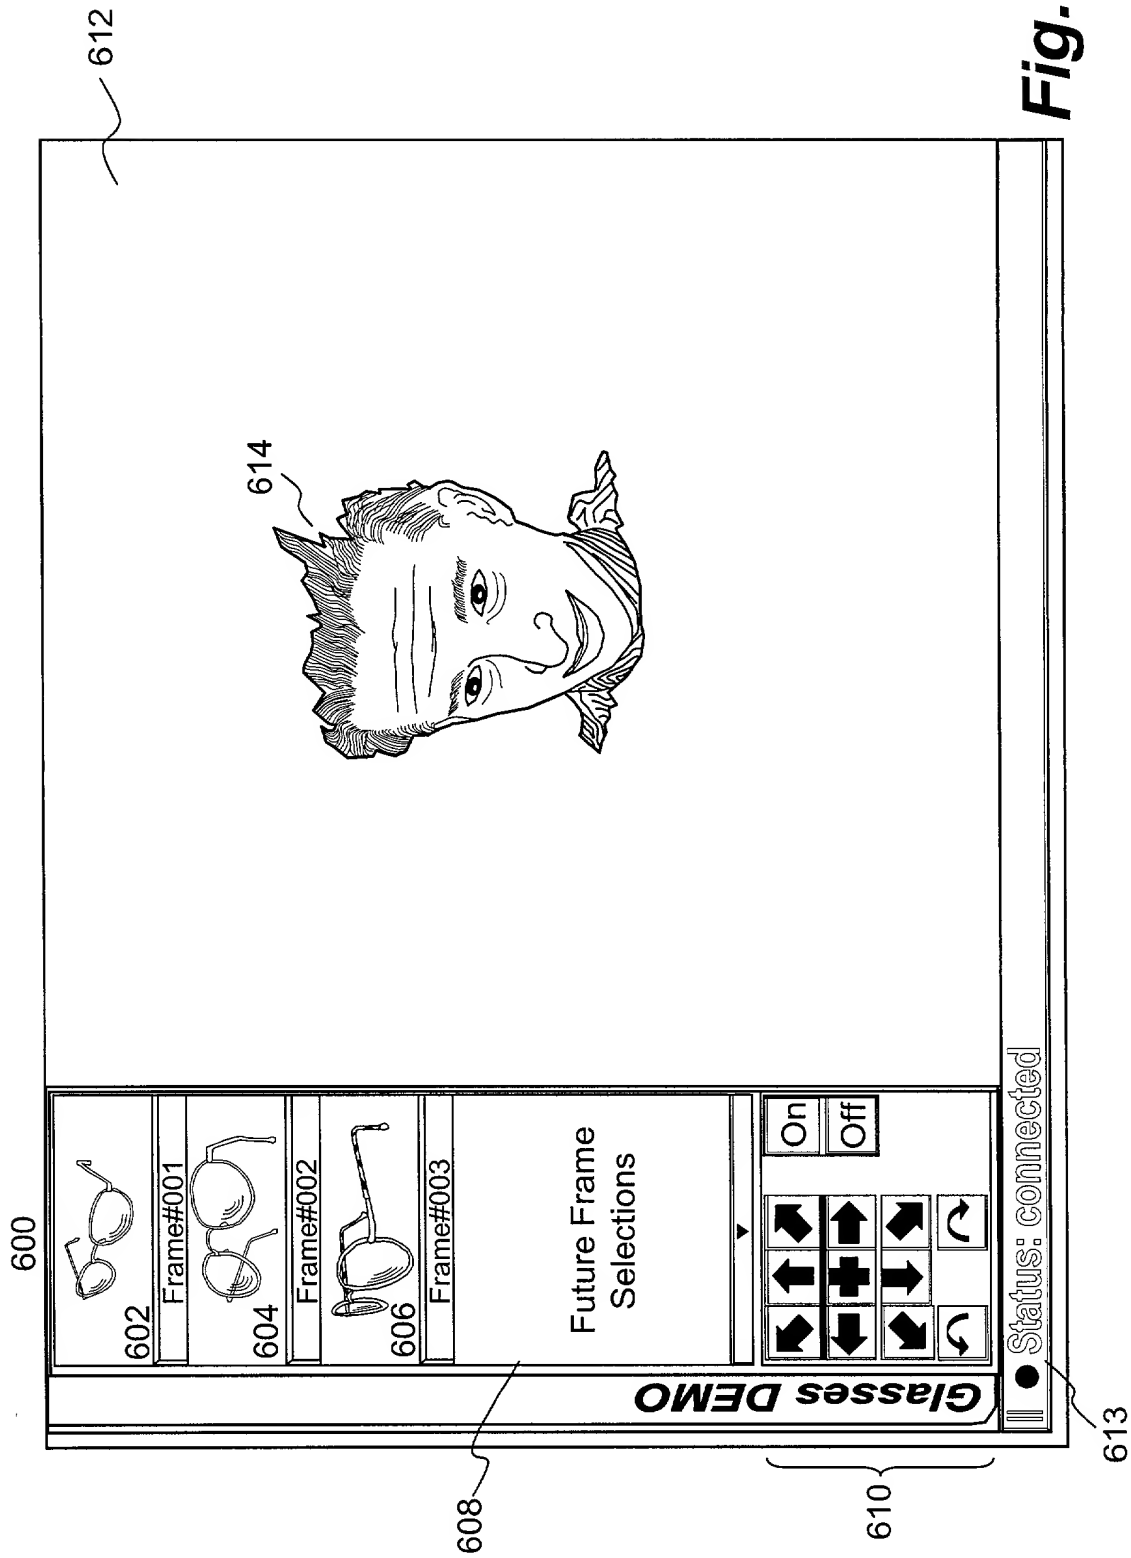 600
612
602
Frame#001
604
Frame#002
606
Frame#003
Future Frame
Selections
608
614
On
Off
610
Glasses DEMO
Status: connected
613
Fig.